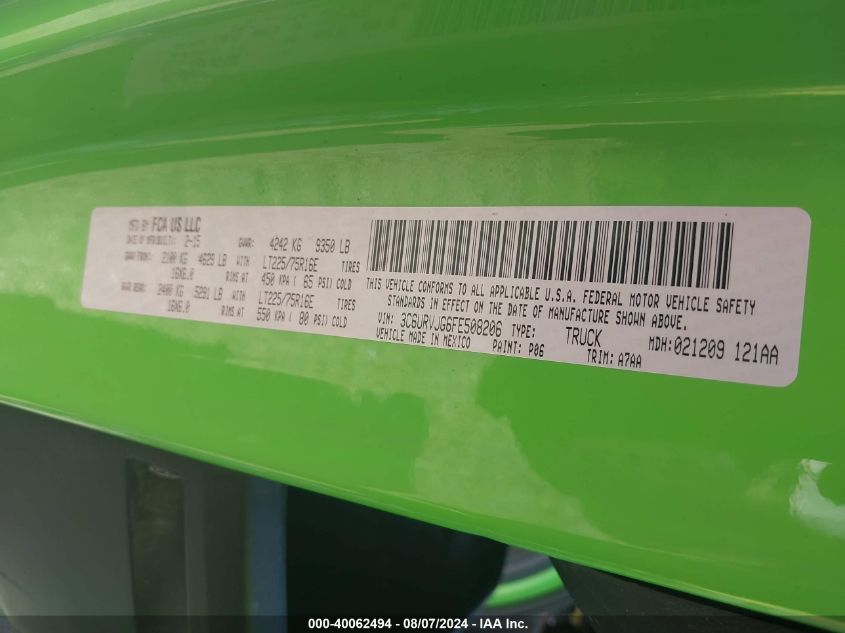 MFD BY: FCA US LLC
DATE OF MFR/BUILT: 2-15 GVWR: 4242 KG 9350 LB
GAWR FRONT: 2100 KG 4629 LB WITH LT225/75R16E TIRES
16X6.0 RIMS AT 450 KPA ( 65 PSI) COLD
GAWR REAR: 2400 KG 5291 LB WITH LT225/75R16E TIRES
16X6.0 RIMS AT 550 KPA ( 80 PSI) COLD
THIS VEHICLE CONFORMS TO ALL APPLICABLE U.S.A. FEDERAL MOTOR VEHICLE SAFETY
STANDARDS IN EFFECT ON THE DATE OF MANUFACTURE SHOWN ABOVE.
VIN: 3C6URVJG6FE508206 TYPE: TRUCK MDH: 021209 121AA
VEHICLE MADE IN MEXICO PAINT: P06 TRIM: A7AA
000-40062494 - 08/07/2024 - IAA Inc.